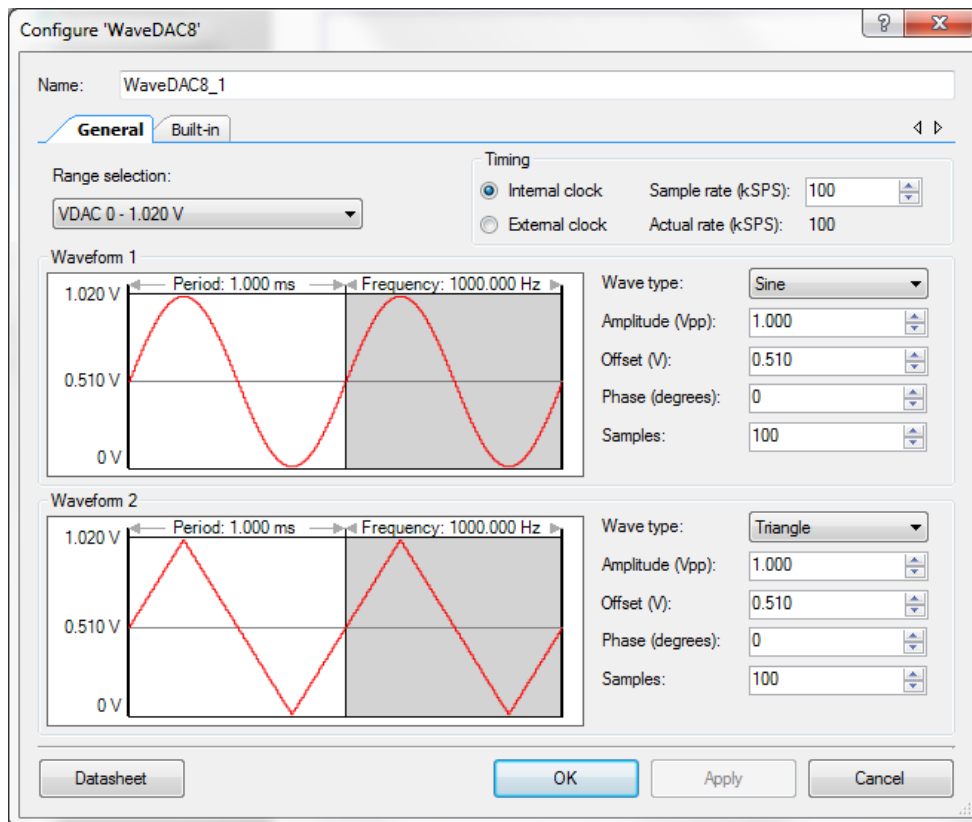 Configure 'WaveDAC8'
Name: WaveDAC8_1
General Built-in
Range selection:
VDAC 0 - 1.020 V
Timing
Internal clock Sample rate (kSPS): 100
External clock Actual rate (kSPS): 100
Waveform 1
Period: 1.000 ms Frequency: 1000.000 Hz
1.020 V
0.510 V
0 V
Wave type: Sine
Amplitude (Vpp): 1.000
Offset (V): 0.510
Phase (degrees): 0
Samples: 100
Waveform 2
Period: 1.000 ms Frequency: 1000.000 Hz
1.020 V
0.510 V
0 V
Wave type: Triangle
Amplitude (Vpp): 1.000
Offset (V): 0.510
Phase (degrees): 0
Samples: 100
Datasheet OK Apply Cancel